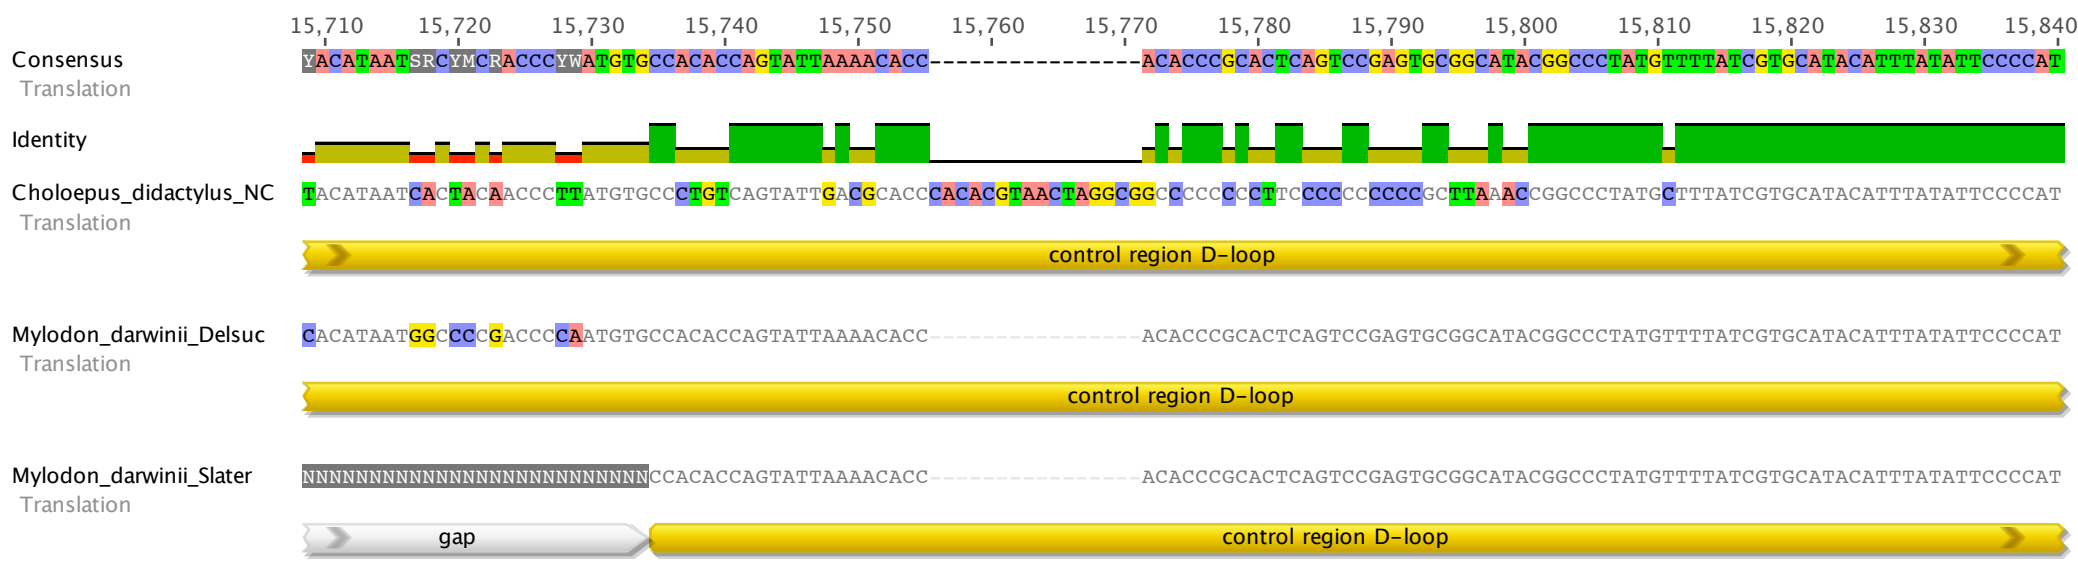 15,710 15,720 15,730 15,740 15,750 15,760 15,770 15,780 15,790 15,800 15,810 15,820 15,830 15,840
Consensus YACATAATSRCYMCRACCCYWATGTGCCACACCAGTATTAAAACACC----------------ACACCCGCACTCAGTCCGAGTGCGGCATACGGCCCTATGTTTTATCGTGCATACATTTATATTCCCCAT
Translation
Identity
Choloepus_didactylus_NC TACATAATCACTACAACCCTTATGTGCCCTGTCAGTATTGACGCACCCACACGTAACTAGGCGGCCCCCCCCTTCCCCCCCCCCGCTTAAACCGGCCCTATGCTTTATCGTGCATACATTTATATTCCCCAT
Translation
control region D-loop
Mylodon_darwinii_Delsuc CACATAATGGCCCCGACCCCAATGTGCCACACCAGTATTAAAACACC----------------ACACCCGCACTCAGTCCGAGTGCGGCATACGGCCCTATGTTTTATCGTGCATACATTTATATTCCCCAT
Translation
control region D-loop
Mylodon_darwinii_Slater NNNNNNNNNNNNNNNNNNNNNNNNNNCCACACCAGTATTAAAACACC----------------ACACCCGCACTCAGTCCGAGTGCGGCATACGGCCCTATGTTTTATCGTGCATACATTTATATTCCCCAT
Translation
gap control region D-loop